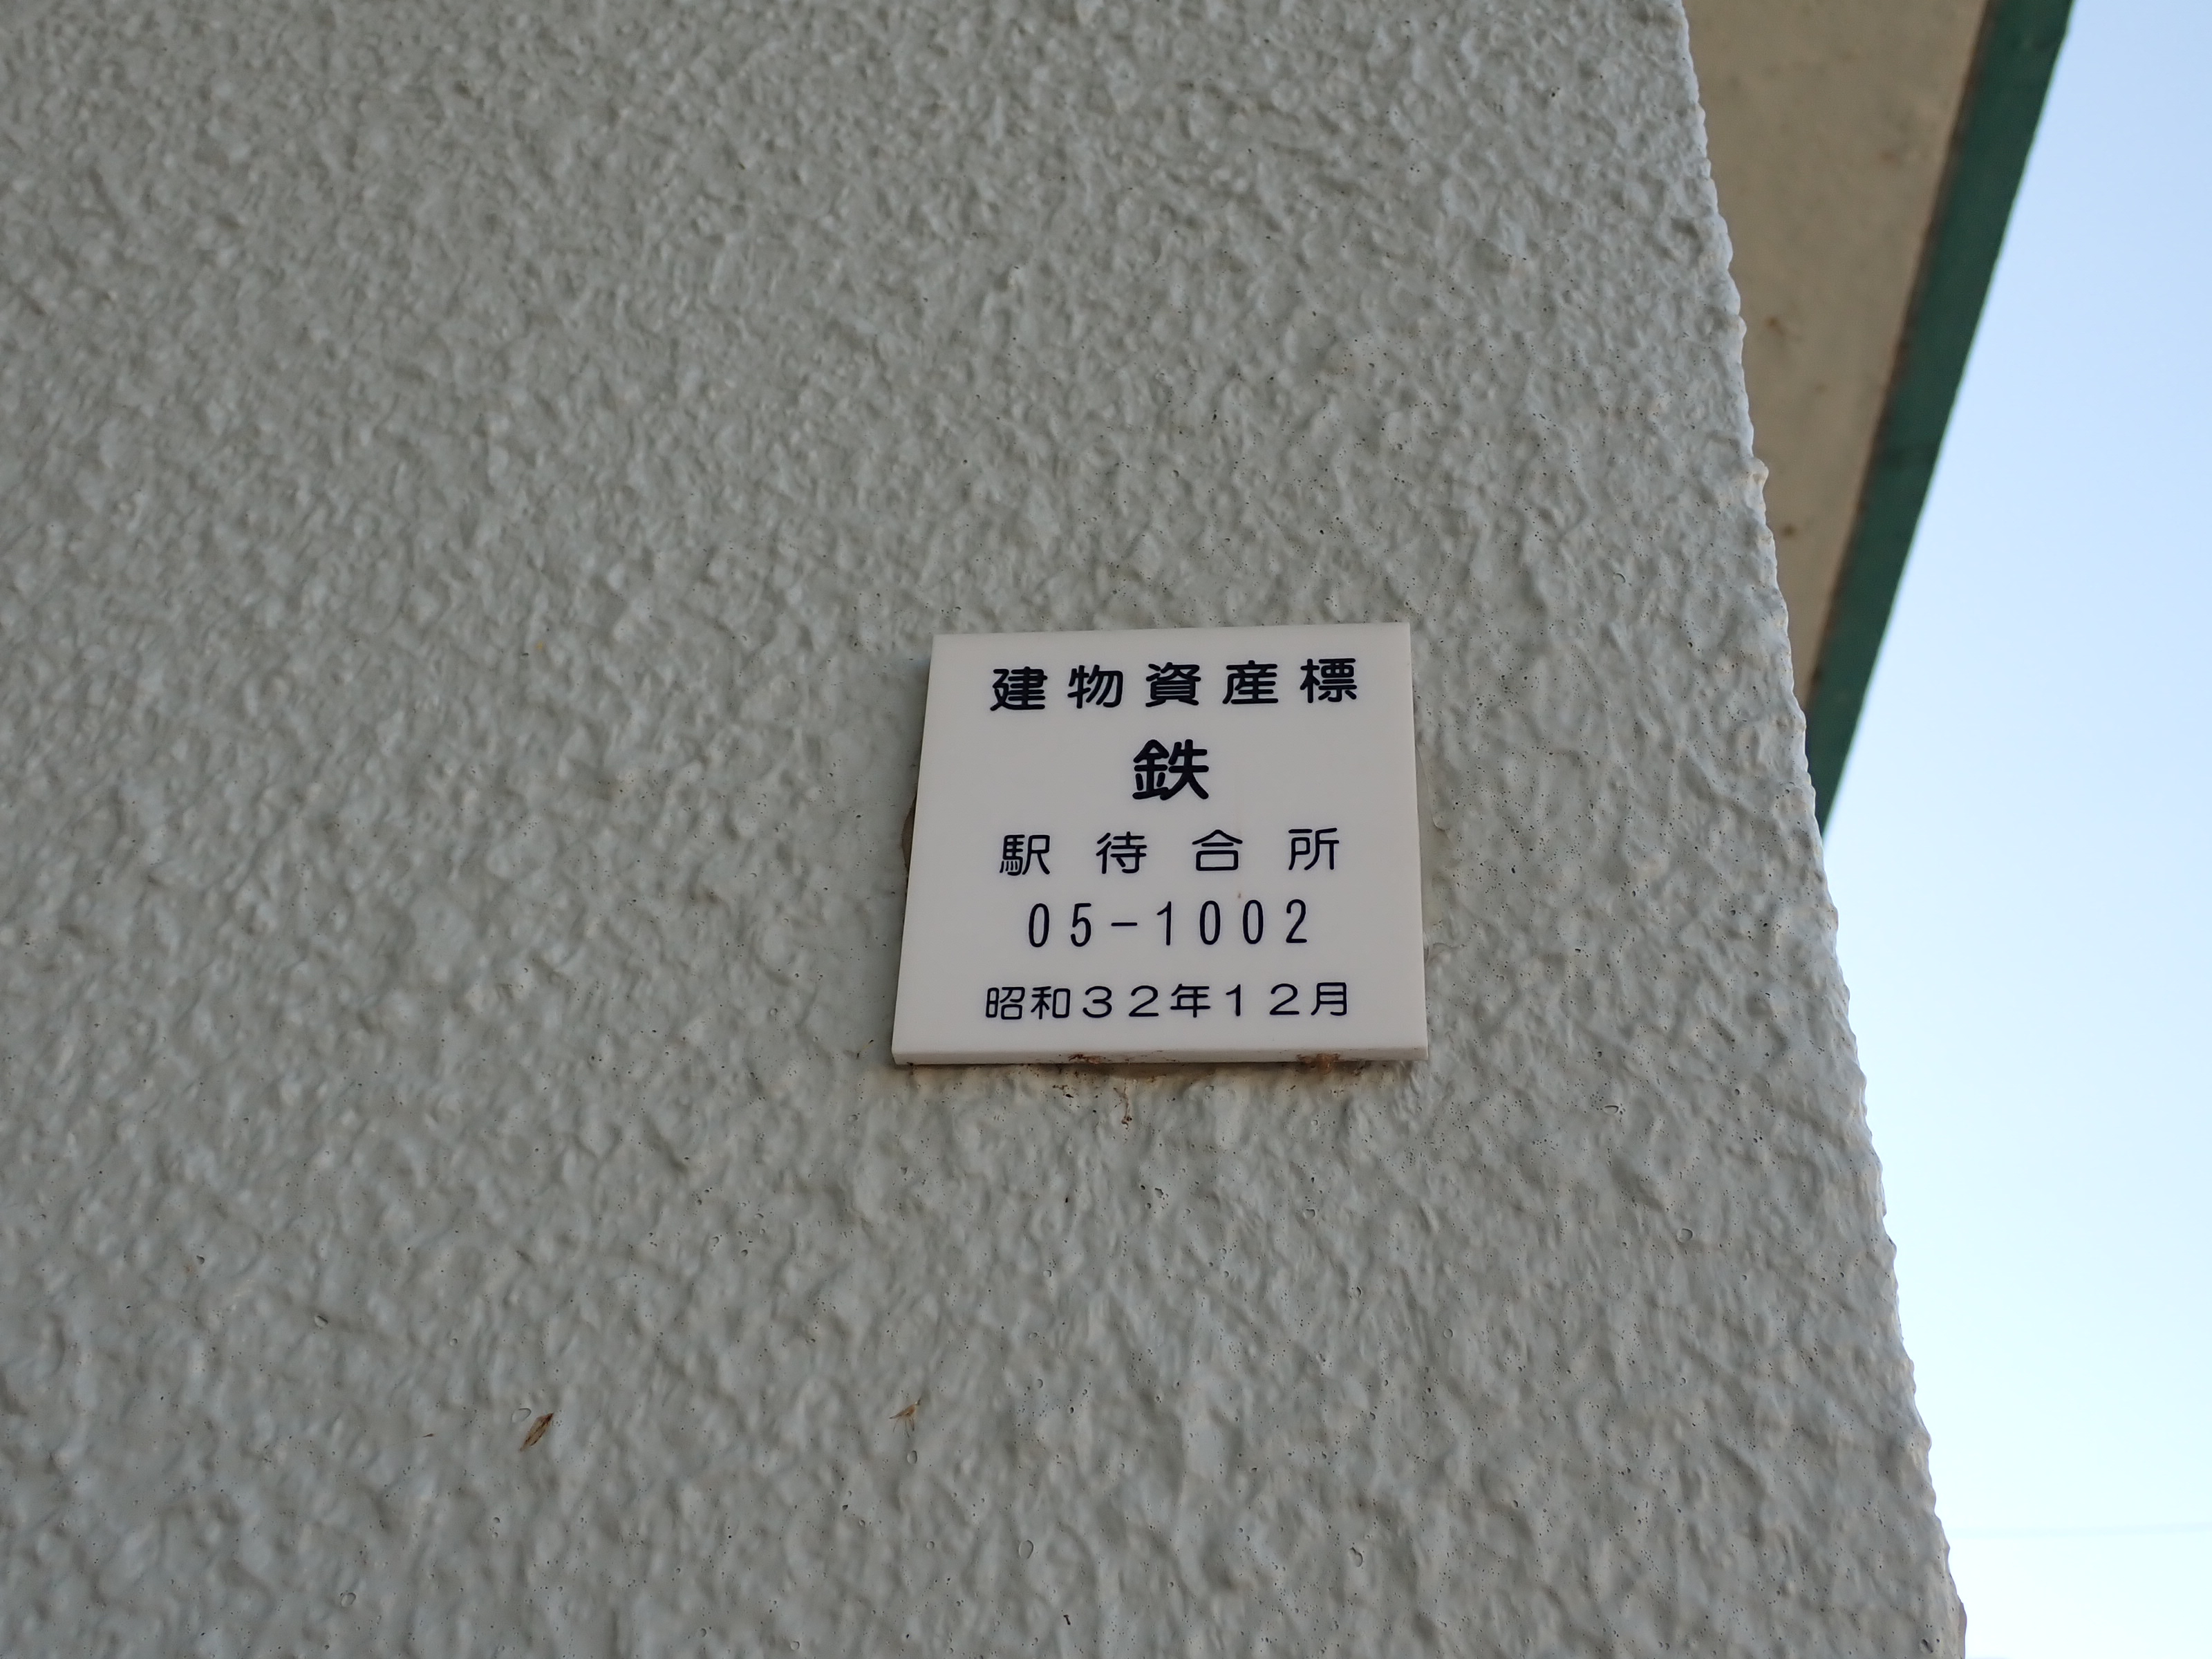 建物資産標
鉄
駅待合所
05-1002
昭和32年12月